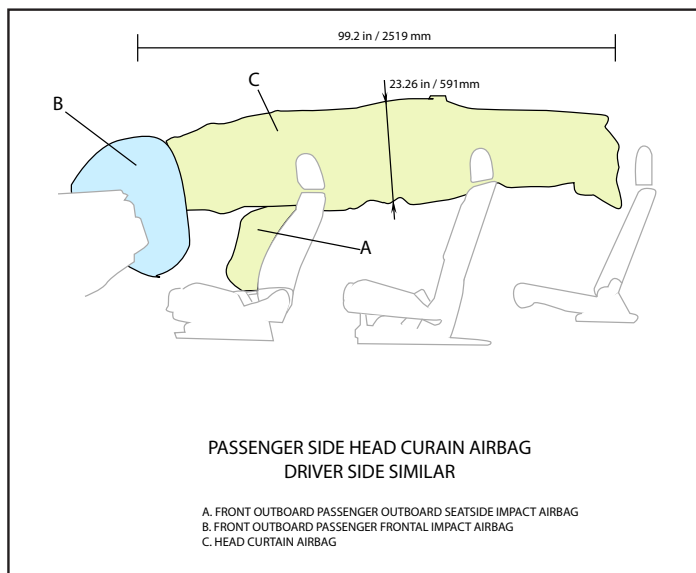 99.2 in / 2519 mm
C
23.26 in / 591mm
B
A
PASSENGER SIDE HEAD CURAIN AIRBAG
DRIVER SIDE SIMILAR
A. FRONT OUTBOARD PASSENGER OUTBOARD SEATSIDE IMPACT AIRBAG
B. FRONT OUTBOARD PASSENGER FRONTAL IMPACT AIRBAG
C. HEAD CURTAIN AIRBAG